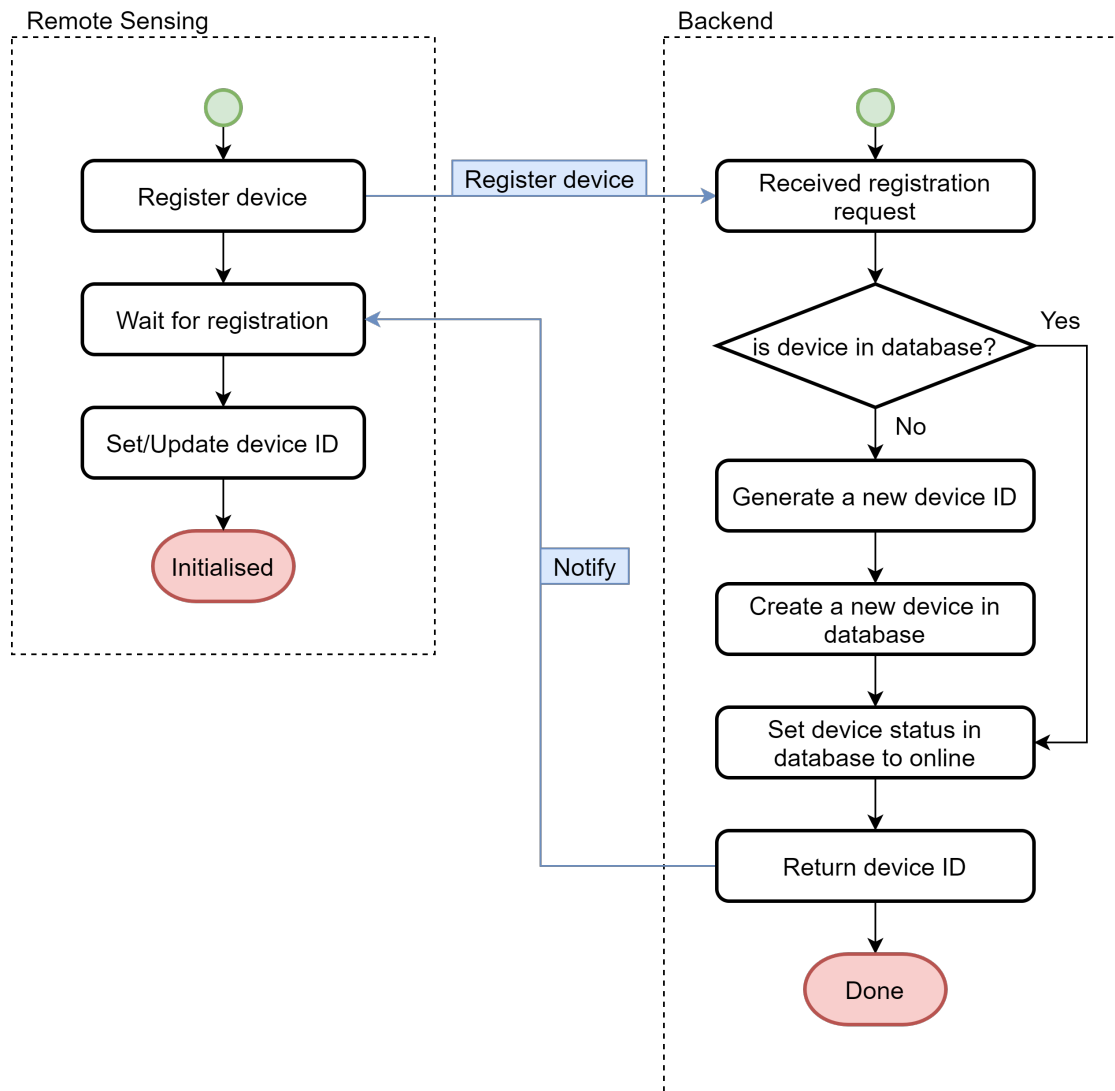 Remote Sensing
Backend
Register device
Register device
Received registration
request
Wait for registration
is device in database?
Yes
Set/Update device ID
No
Generate a new device ID
Initialised
Notify
Create a new device in
database
Set device status in
database to online
Return device ID
Done